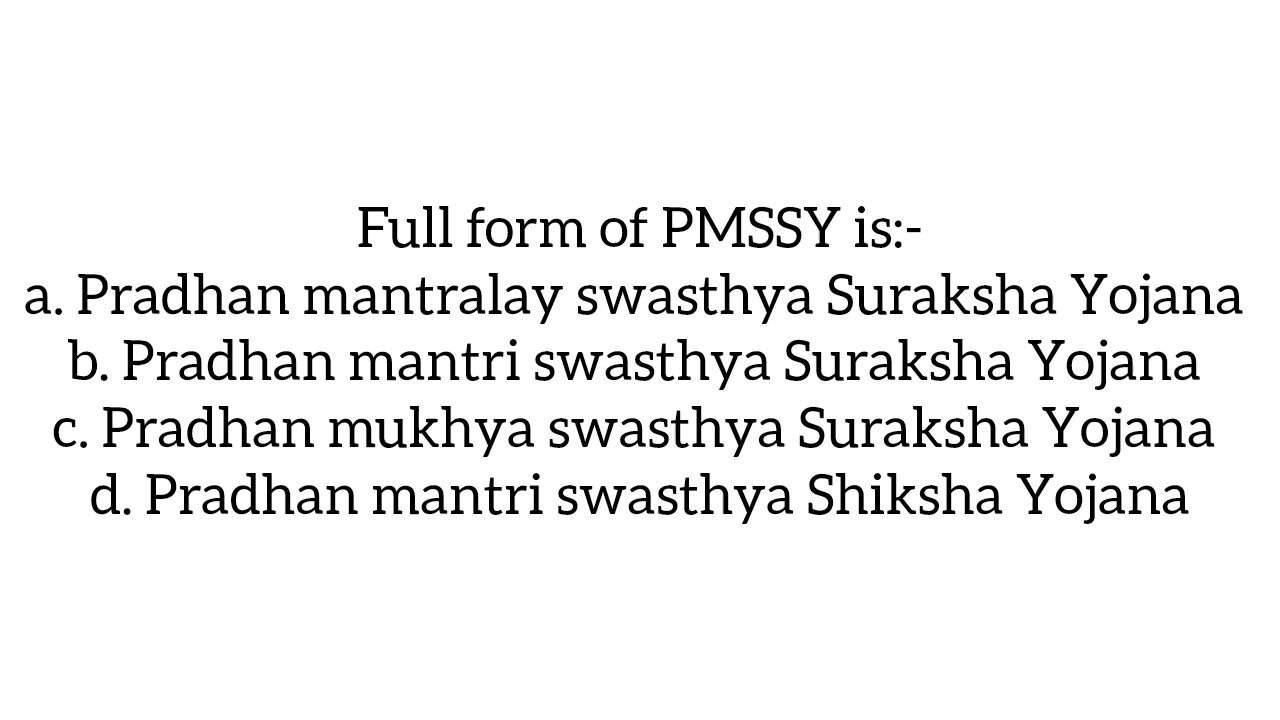 Full form of PMSSY is:-
a. Pradhan mantralay swasthya Suraksha Yojana
b. Pradhan mantri swasthya Suraksha Yojana
c. Pradhan mukhya swasthya Suraksha Yojana
d. Pradhan mantri swasthya Shiksha Yojana